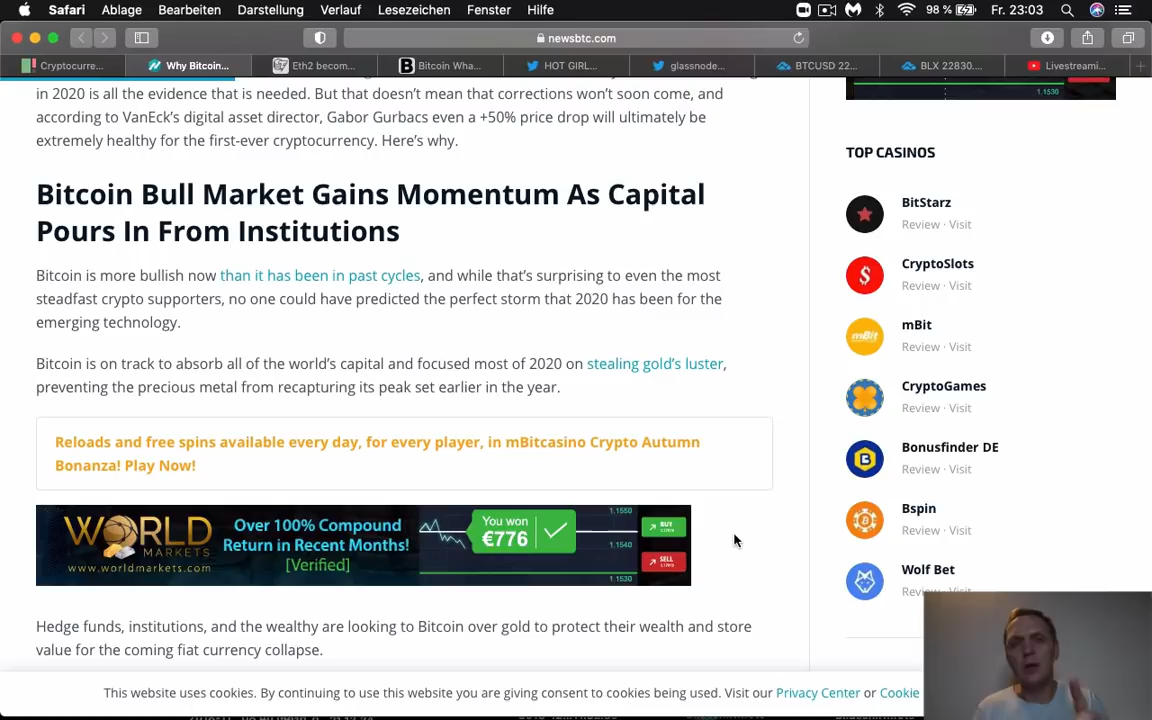 Safari Ablage Bearbeiten Darstellung Verlauf Lesezeichen Fenster Hilfe 98 % Fr. 23:03
newsbtc.com
Cryptocurre... Why Bitcoin... Eth2 becom... Bitcoin Wha... HOT GIRL... glassnode... BTCUSD 22... BLX 22830.... Livestreami...
in 2020 is all the evidence that is needed. But that doesn't mean that corrections won't soon come, and
according to VanEck's digital asset director, Gabor Gurbacs even a +50% price drop will ultimately be
extremely healthy for the first-ever cryptocurrency. Here's why.
Bitcoin Bull Market Gains Momentum As Capital
Pours In From Institutions
Bitcoin is more bullish now than it has been in past cycles, and while that's surprising to even the most
steadfast crypto supporters, no one could have predicted the perfect storm that 2020 has been for the
emerging technology.
Bitcoin is on track to absorb all of the world's capital and focused most of 2020 on stealing gold's luster,
preventing the precious metal from recapturing its peak set earlier in the year.
Reloads and free spins available every day, for every player, in mBitcasino Crypto Autumn
Bonanza! Play Now!
WORLD
MARKETS
www.worldmarkets.com
Over 100% Compound
Return in Recent Months!
[Verified]
You won
€776
1.1550
1.1540
1.1530
BUY
SELL
Hedge funds, institutions, and the wealthy are looking to Bitcoin over gold to protect their wealth and store
value for the coming fiat currency collapse.
1.1530
TOP CASINOS
BitStarz
Review · Visit
CryptoSlots
Review · Visit
mBit
mBit
Review · Visit
CryptoGames
Review · Visit
Bonusfinder DE
Review · Visit
Bspin
Review · Visit
Wolf Bet
Review · Visit
This website uses cookies. By continuing to use this website you are giving consent to cookies being used. Visit our Privacy Center or Cookie